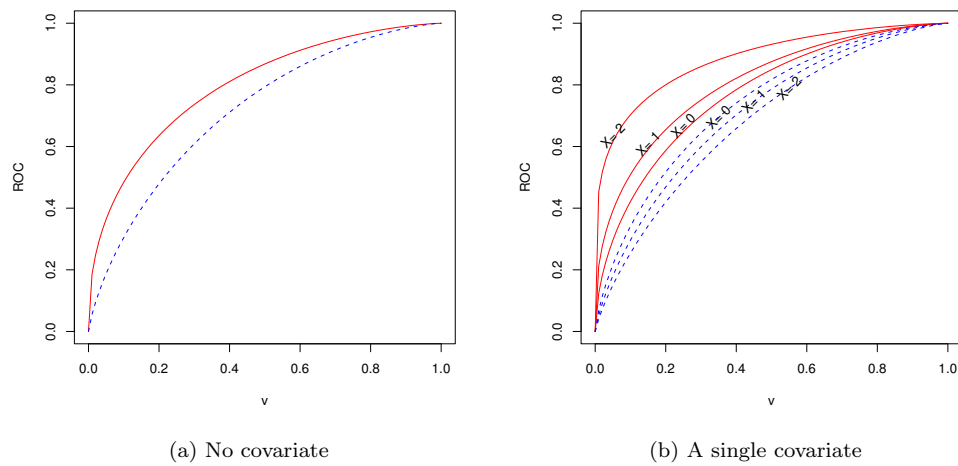 ROC
1.0
0.8
0.6
0.4
0.2
0.0
0.0 0.2 0.4 0.6 0.8 1.0
v
(a) No covariate
ROC
1.0
0.8
0.6
0.4
0.2
0.0
X= 2
X= 1
X= 0
X= 0
X= 1
X= 2
0.0 0.2 0.4 0.6 0.8 1.0
v
(b) A single covariate